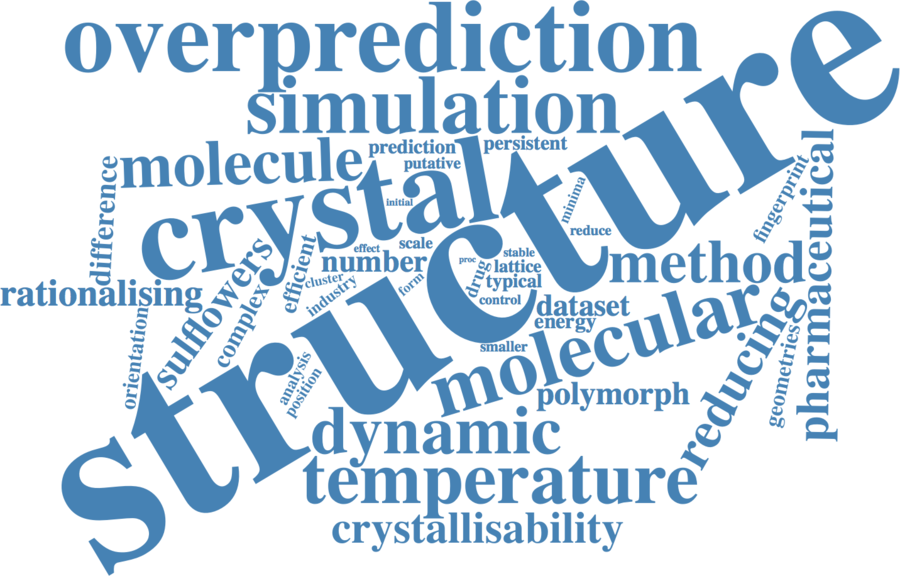 overprediction
simulation
structure
molecule
prediction
persistent
putative
crystal
initial
minima
reduce
fingerprint
pharmaceutical
difference
rationalising
sulflowers
efficient
complex
orientation
effect
scale
number
cluster
industry
form
proc
drug
stable
lattice
typical
control
method
dataset
energy
smaller
molecular
polymorph
reducing
geometries
analysis
position
dynamic
temperature
crystallisability